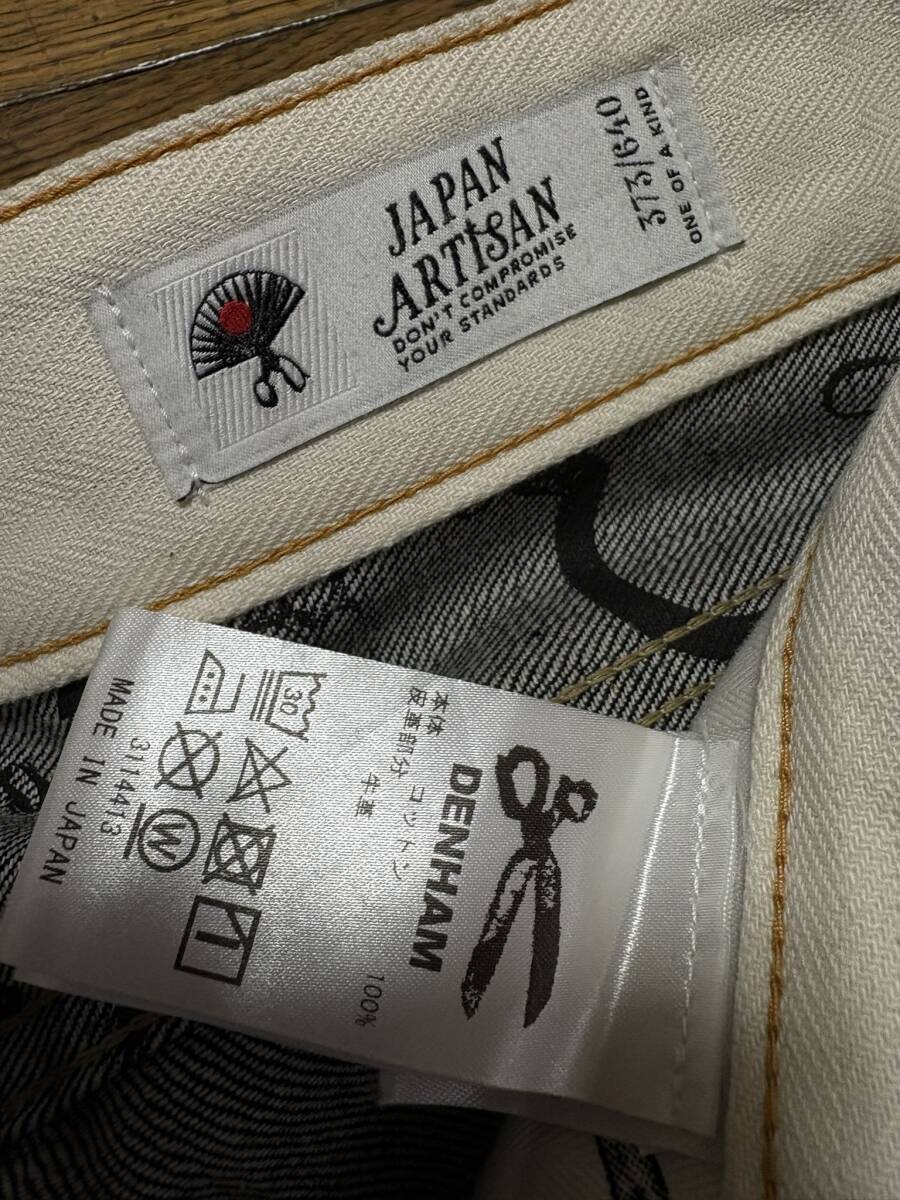 JAPAN
ARTISAN
DON'T COMPROMISE
YOUR STANDARDS
373/640
ONE OF A KIND
DENHAM
本体 コットン 100%
皮革部分 牛革
30
W
3114413
MADE IN JAPAN